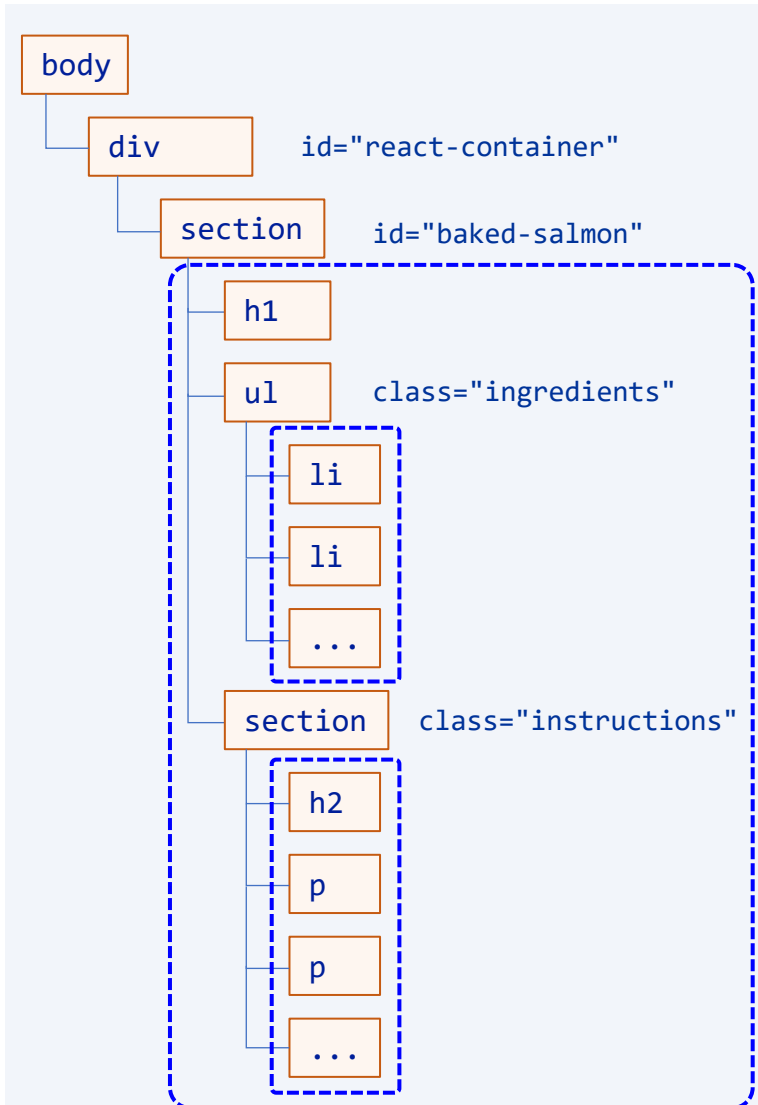 body
div id="react-container"
section id="baked-salmon"
h1
ul class="ingredients"
li
li
...
section class="instructions"
h2
p
p
...